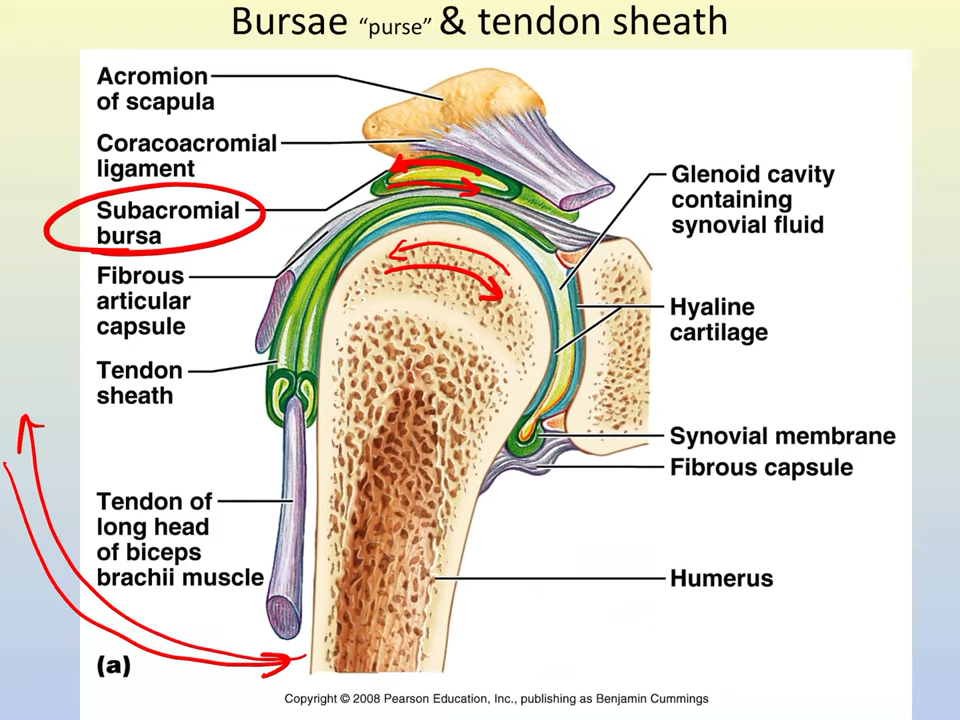 Bursae “purse” & tendon sheath
Acromion
of scapula
Coracoacromial
ligament
Subacromial
bursa
Fibrous
articular
capsule
Tendon
sheath
Tendon of
long head
of biceps
brachii muscle
Glenoid cavity
containing
synovial fluid
Hyaline
cartilage
Synovial membrane
Fibrous capsule
Humerus
(a)
Copyright © 2008 Pearson Education, Inc., publishing as Benjamin Cummings